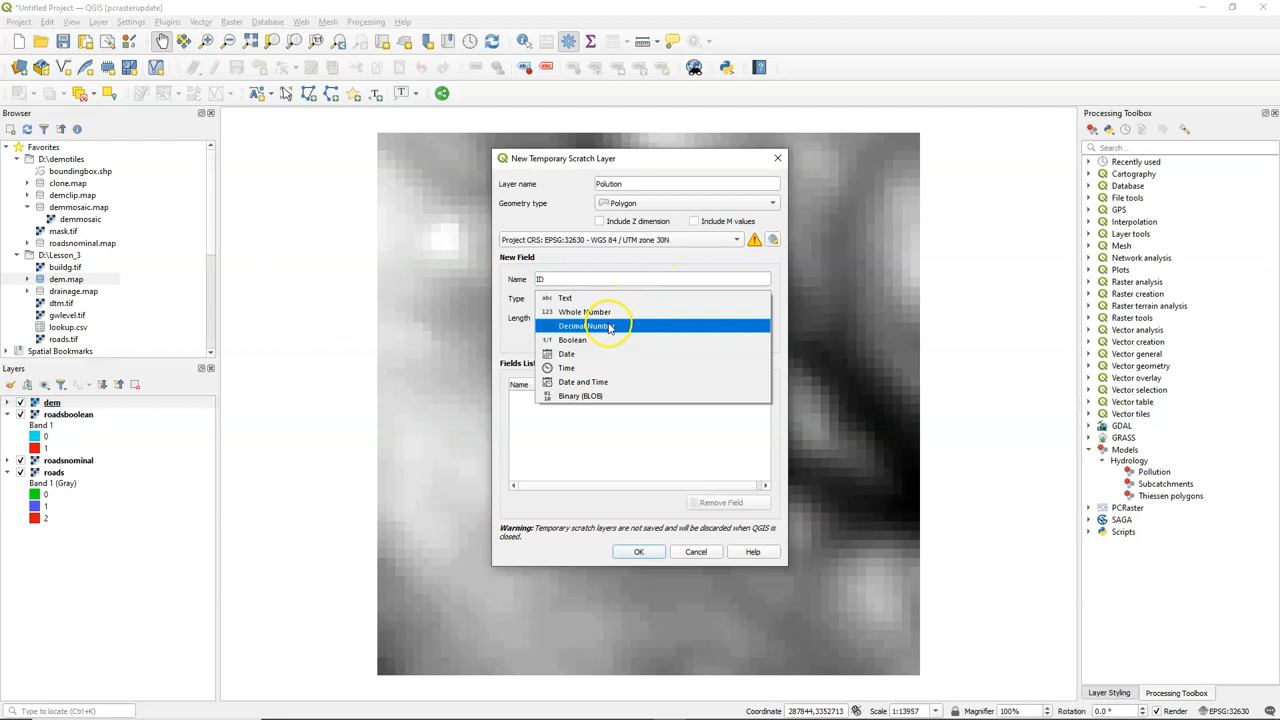 *Untitled Project — QGIS [pcrasterupdate]
Project Edit View Layer Settings Plugins Vector Raster Database Web Mesh Processing Help
Browser
Favorites
D:\demotiles
boundingbox.shp
clone.map
demclip.map
demmosaic.map
demmosaic
mask.tif
roadsnominal.map
D:\Lesson_3
buildg.tif
dem.map
drainage.map
dtm.tif
gwlevel.tif
lookup.csv
roads.tif
Spatial Bookmarks
Layers
dem
roadsboolean
Band 1
0
1
roadsnominal
roads
Band 1 (Gray)
0
1
2
New Temporary Scratch Layer
Layer name Polution
Geometry type Polygon
Include Z dimension Include M values
Project CRS: EPSG:32630 - WGS 84 / UTM zone 30N
New Field
Name ID
Type
Length
abc Text
123 Whole Number
Decimal Number
t/f Boolean
Date
Time
Date and Time
Binary (BLOB)
Fields List
Name
Remove Field
Warning: Temporary scratch layers are not saved and will be discarded when QGIS is
closed.
OK Cancel Help
Processing Toolbox
Search...
Recently used
Cartography
Database
File tools
GPS
Interpolation
Layer tools
Mesh
Network analysis
Plots
Raster analysis
Raster creation
Raster terrain analysis
Raster tools
Vector analysis
Vector creation
Vector general
Vector geometry
Vector overlay
Vector selection
Vector table
Vector tiles
GDAL
GRASS
Models
Hydrology
Pollution
Subcatchments
Thiessen polygons
PCRaster
SAGA
Scripts
Layer Styling Processing Toolbox
Type to locate (Ctrl+K)
Coordinate 287844,3352713 Scale 1:13957 Magnifier 100% Rotation 0.0 ° Render EPSG:32630